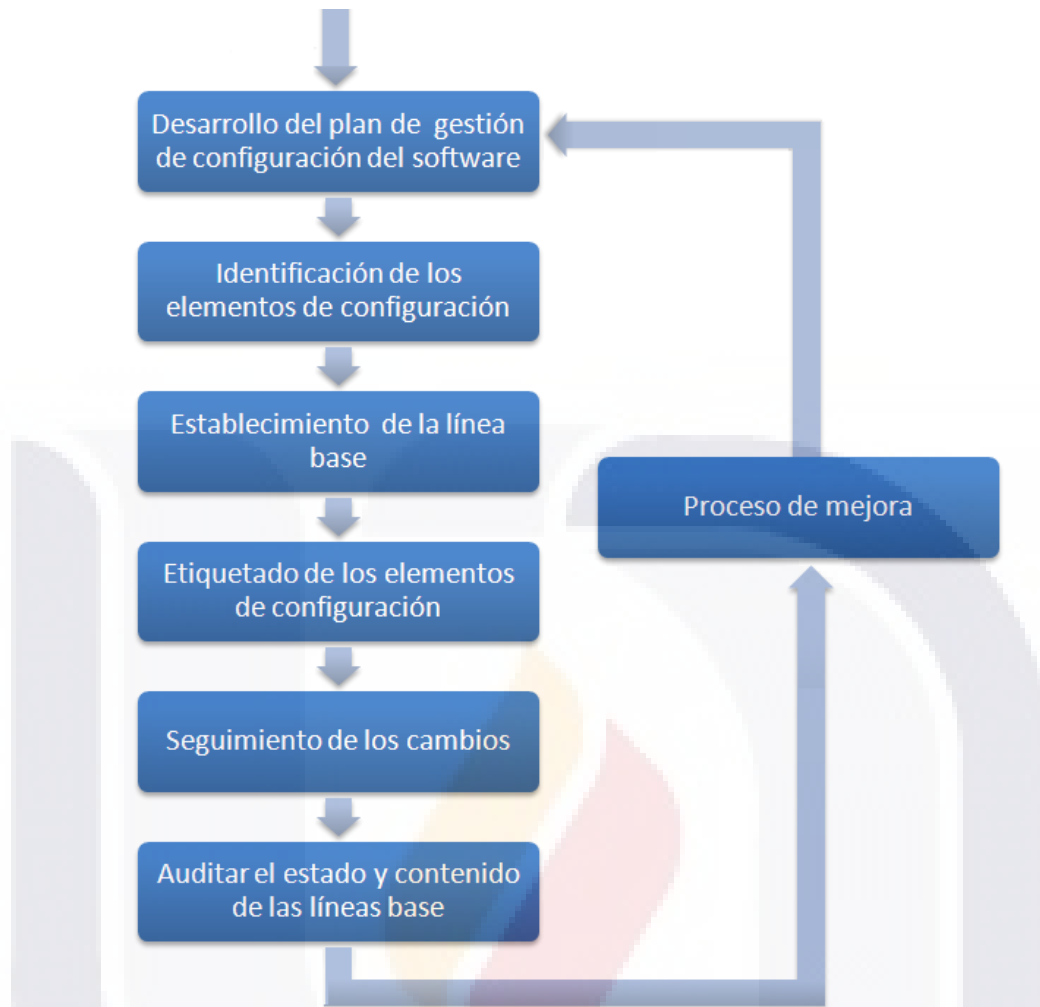 Desarrollo del plan de gestión
de configuración del software
Identificación de los
elementos de configuración
Establecimiento de la línea
base
Etiquetado de los elementos
de configuración
Seguimiento de los cambios
Auditar el estado y contenido
de las líneas base
Proceso de mejora